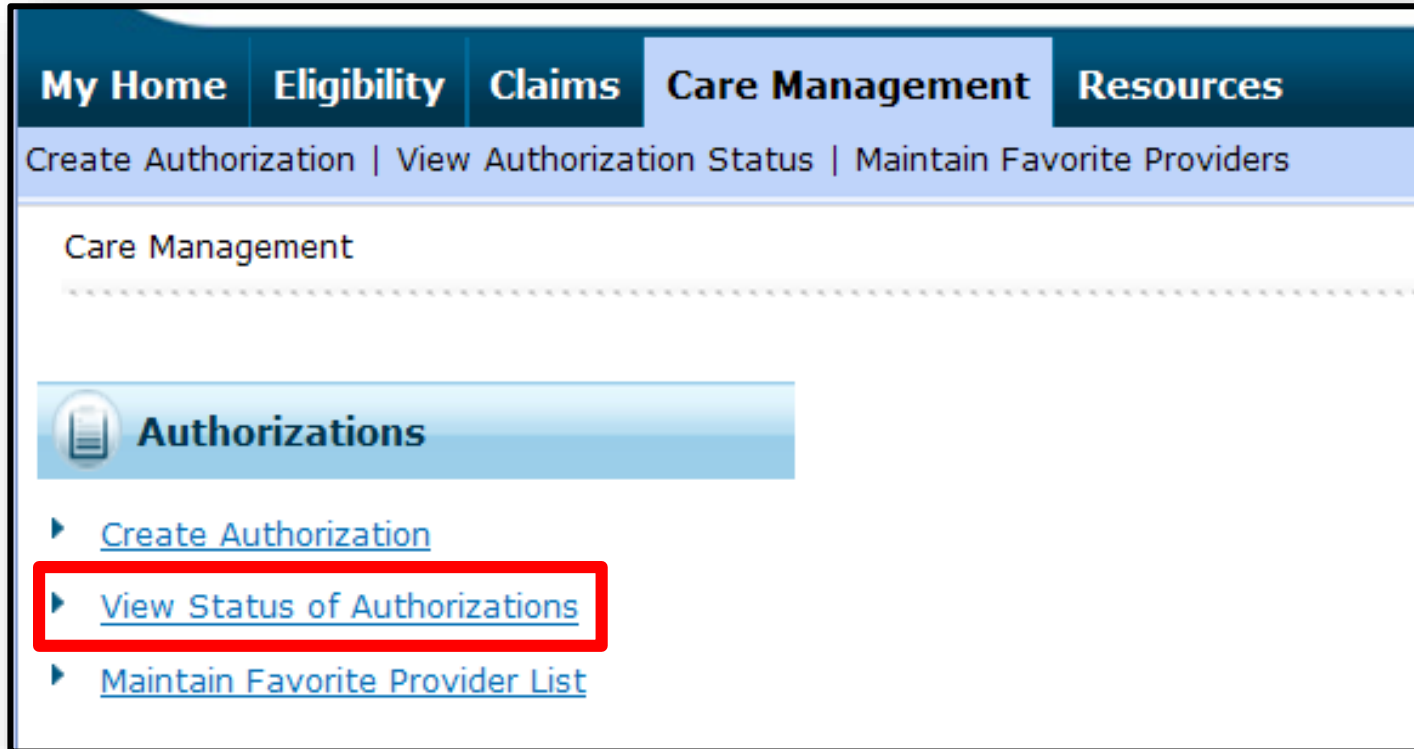 My Home Eligibility Claims Care Management Resources
Create Authorization | View Authorization Status | Maintain Favorite Providers
Care Management
Authorizations
Create Authorization
View Status of Authorizations
Maintain Favorite Provider List